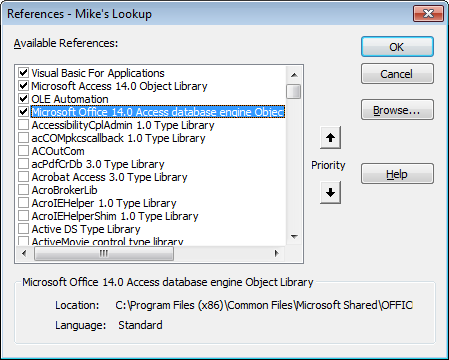 References - Mike's Lookup
Available References:
Visual Basic For Applications
Microsoft Access 14.0 Object Library
OLE Automation
Microsoft Office 14.0 Access database engine Objec
AccessibilityCplAdmin 1.0 Type Library
acCOMpkcscallback 1.0 Type Library
ACOutCom
acPdfCrDb 3.0 Type Library
Acrobat Access 3.0 Type Library
AcroBrokerLib
AcroIEHelper 1.0 Type Library
AcroIEHelperShim 1.0 Type Library
Active DS Type Library
ActiveMovie control type library
Priority
OK
Cancel
Browse...
Help
Microsoft Office 14.0 Access database engine Object Library
Location: C:\Program Files (x86)\Common Files\Microsoft Shared\OFFIC
Language: Standard